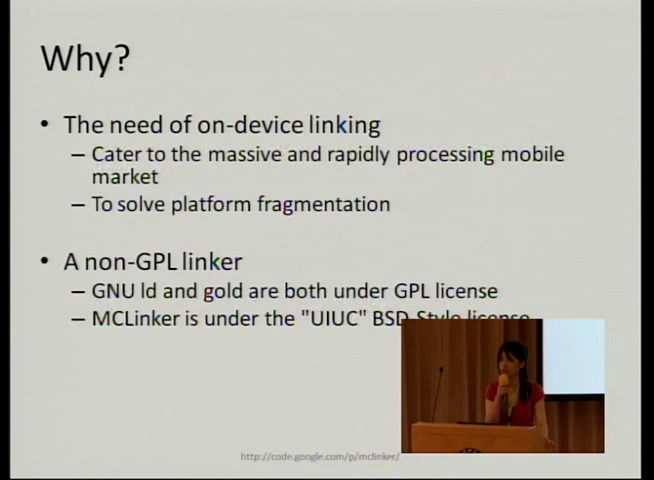 Why?
• The need of on-device linking
– Cater to the massive and rapidly processing mobile
market
– To solve platform fragmentation
• A non-GPL linker
– GNU ld and gold are both under GPL license
– MCLinker is under the "UIUC" BSD-Style license
http://code.google.com/p/mclinker/